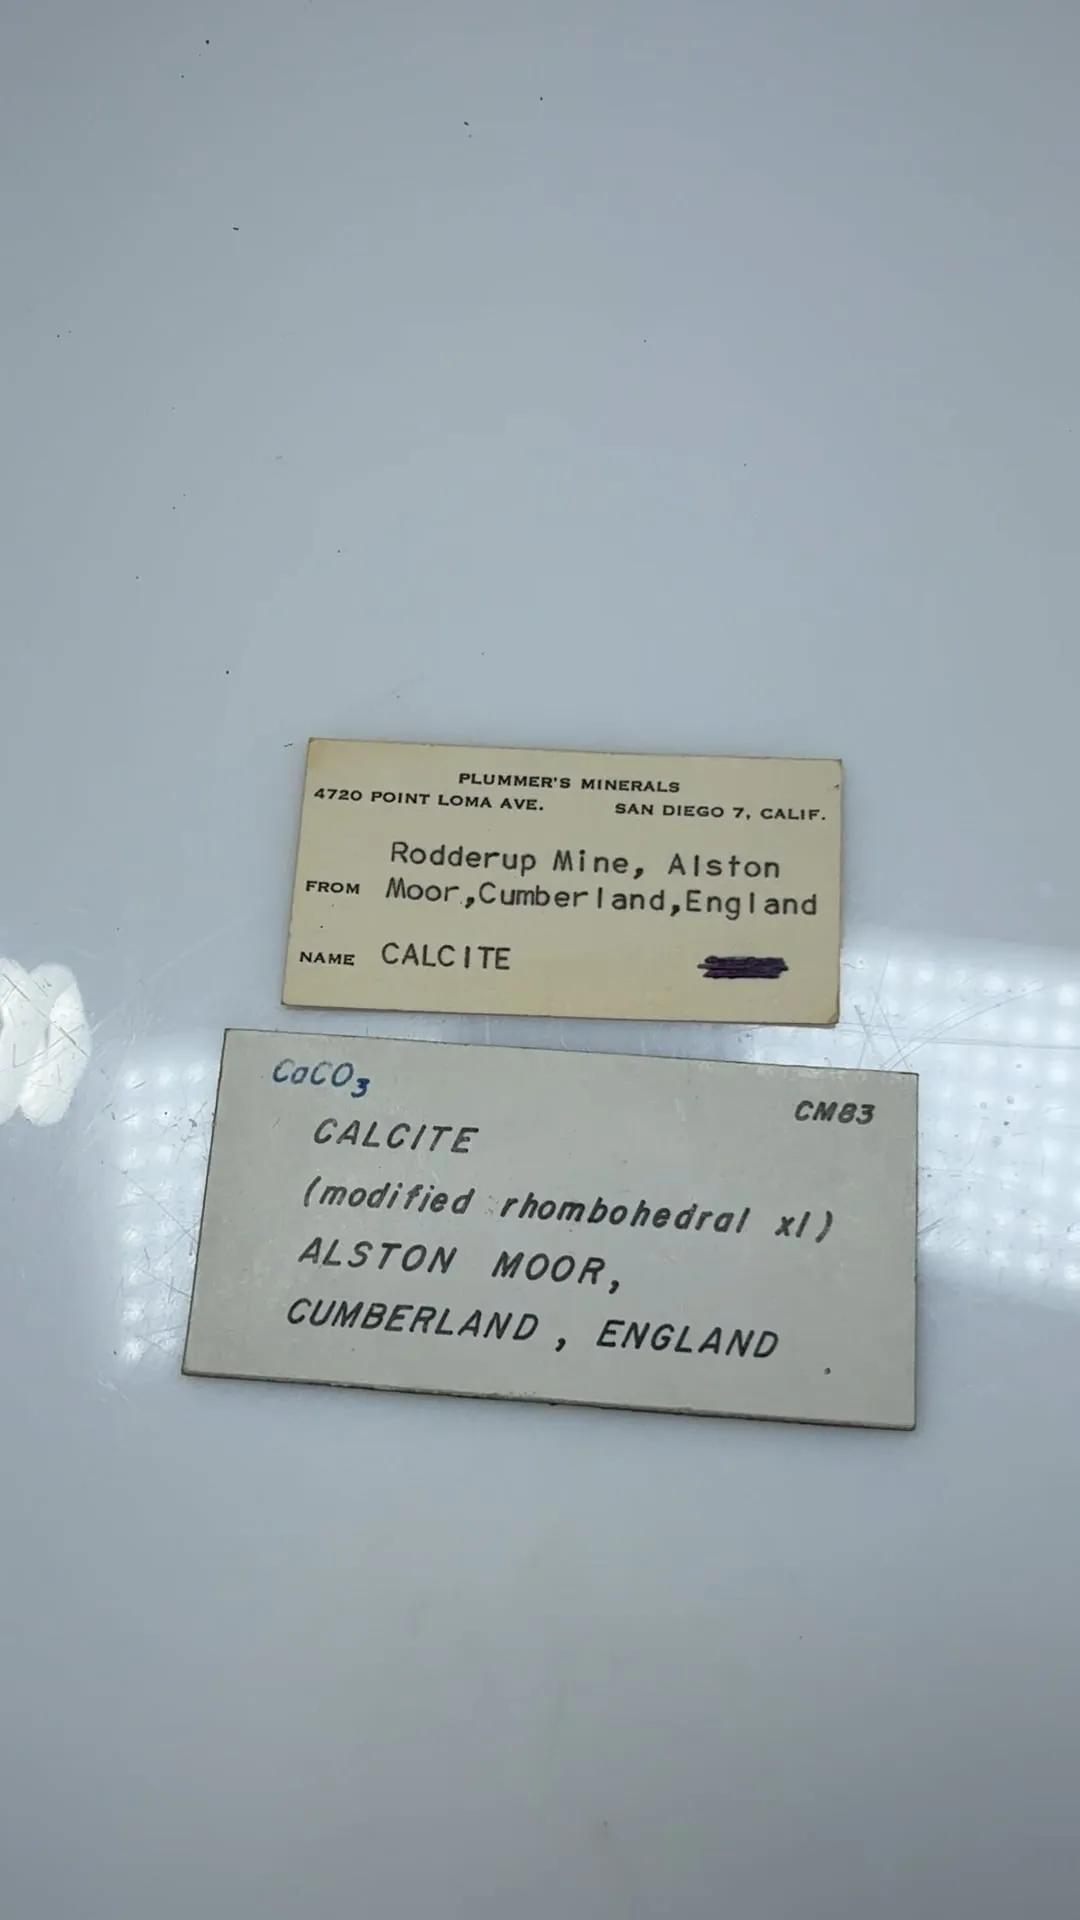 PLUMMER'S MINERALS
4720 POINT LOMA AVE. SAN DIEGO 7, CALIF.
Rodderup Mine, Alston
FROM Moor,Cumberland,England
NAME CALCITE
CaCO₃
CM83
CALCITE
(modified rhombohedral xl)
ALSTON MOOR,
CUMBERLAND, ENGLAND